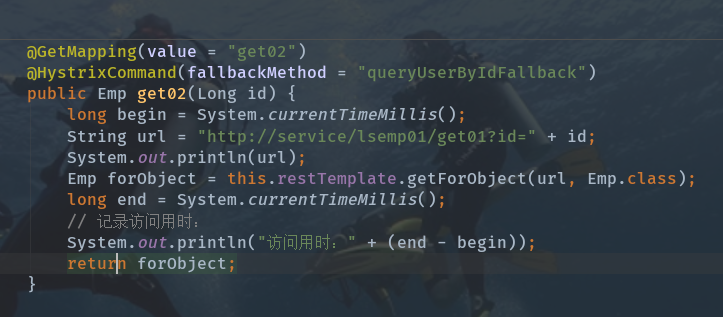 @GetMapping(value = "get02")
@HystrixCommand(fallbackMethod = "queryUserByIdFallback")
public Emp get02(Long id) {
    long begin = System.currentTimeMillis();
    String url = "http://service/lsemp01/get01?id=" + id;
    System.out.println(url);
    Emp forObject = this.restTemplate.getForObject(url, Emp.class);
    long end = System.currentTimeMillis();
    // 记录访问用时:
    System.out.println("访问用时:" + (end - begin));
    return forObject;
}